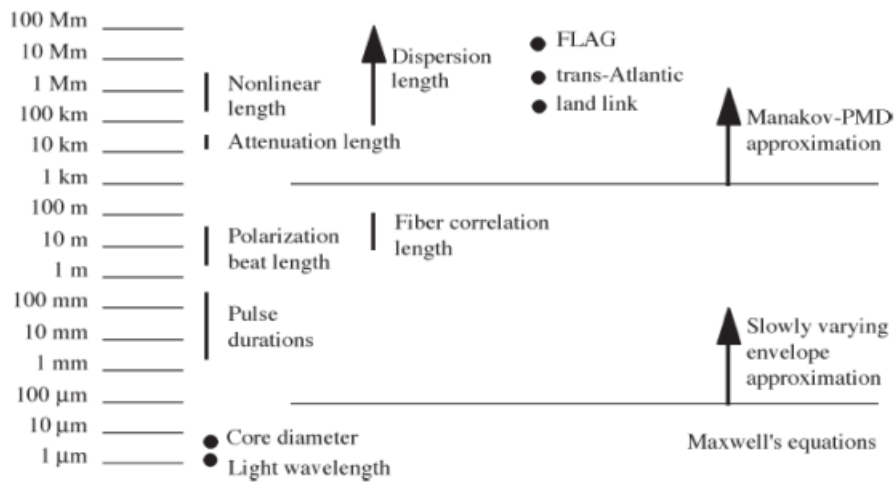 100 Mm
10 Mm
1 Mm
100 km
10 km
1 km
100 m
10 m
1 m
100 mm
10 mm
1 mm
100 μm
10 μm
1 μm
Nonlinear
length
Attenuation length
Polarization
beat length
Pulse
durations
Core diameter
Light wavelength
Dispersion
length
Fiber correlation
length
FLAG
trans-Atlantic
land link
Manakov-PMD
approximation
Slowly varying
envelope
approximation
Maxwell's equations